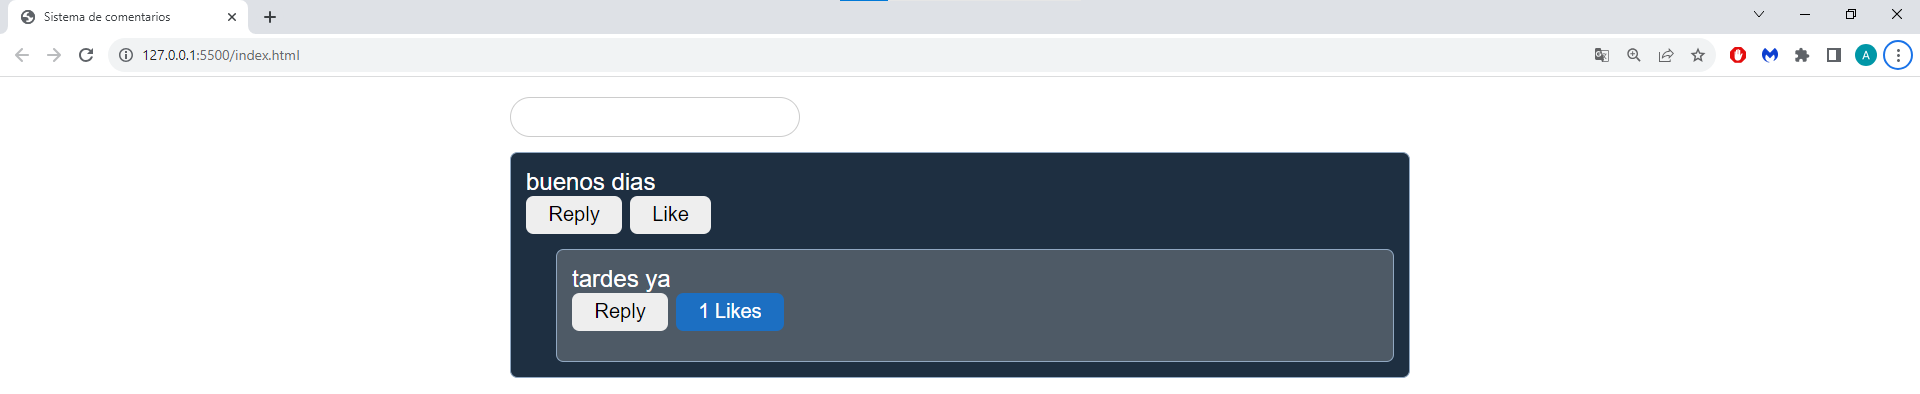 Sistema de comentarios
127.0.0.1:5500/index.html
A
buenos dias
Reply Like
tardes ya
Reply 1 Likes